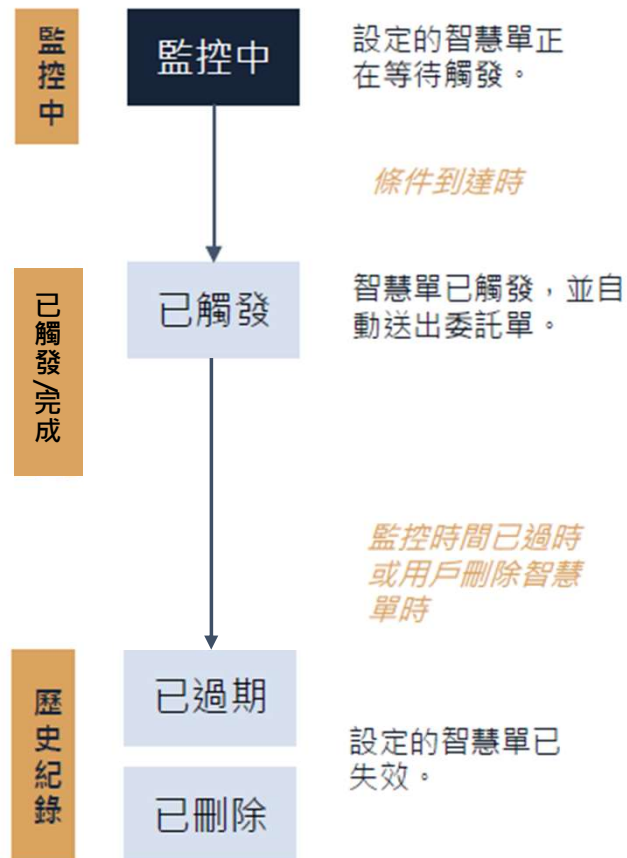 監控中
監控中
設定的智慧單正
在等待觸發。
條件到達時
已觸發/完成
已觸發
智慧單已觸發，並自
動送出委託單。
監控時間已過時
或用戶刪除智慧
單時
歷史紀錄
已過期
設定的智慧單已
失效。
已刪除